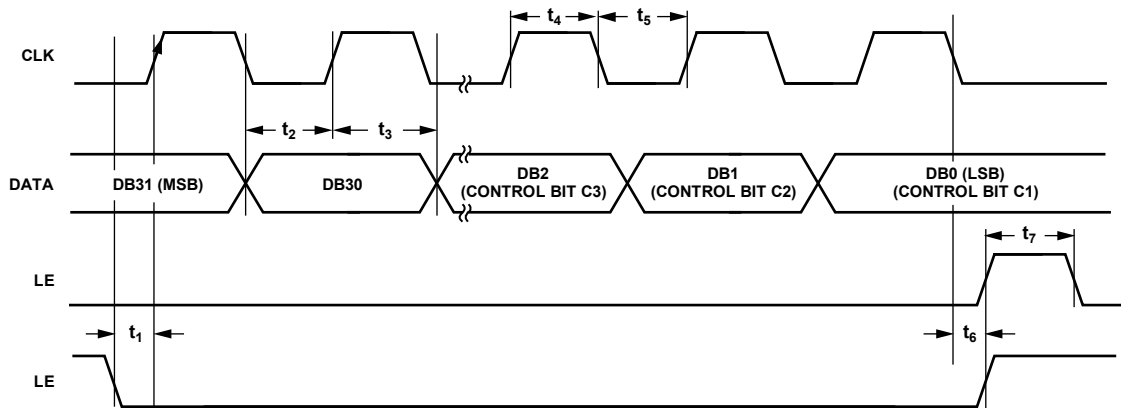 CLK
t4
t5
t2
t3
DATA
DB31 (MSB)
DB30
DB2
(CONTROL BIT C3)
DB1
(CONTROL BIT C2)
DB0 (LSB)
(CONTROL BIT C1)
t7
LE
t1
t6
LE